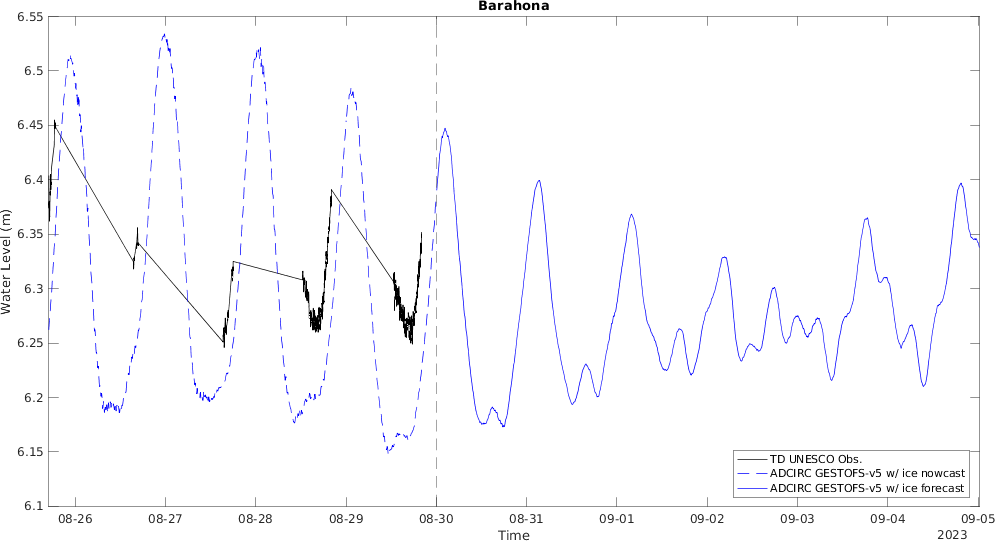 Barahona
6.55
6.5
6.45
6.4
6.35
6.3
6.25
6.2
6.15
6.1
Water Level (m)
TD UNESCO Obs.
ADCIRC GESTOFS-v5 w/ ice nowcast
ADCIRC GESTOFS-v5 w/ ice forecast
08-26 08-27 08-28 08-29 08-30 08-31 09-01 09-02 09-03 09-04 09-05
Time
2023